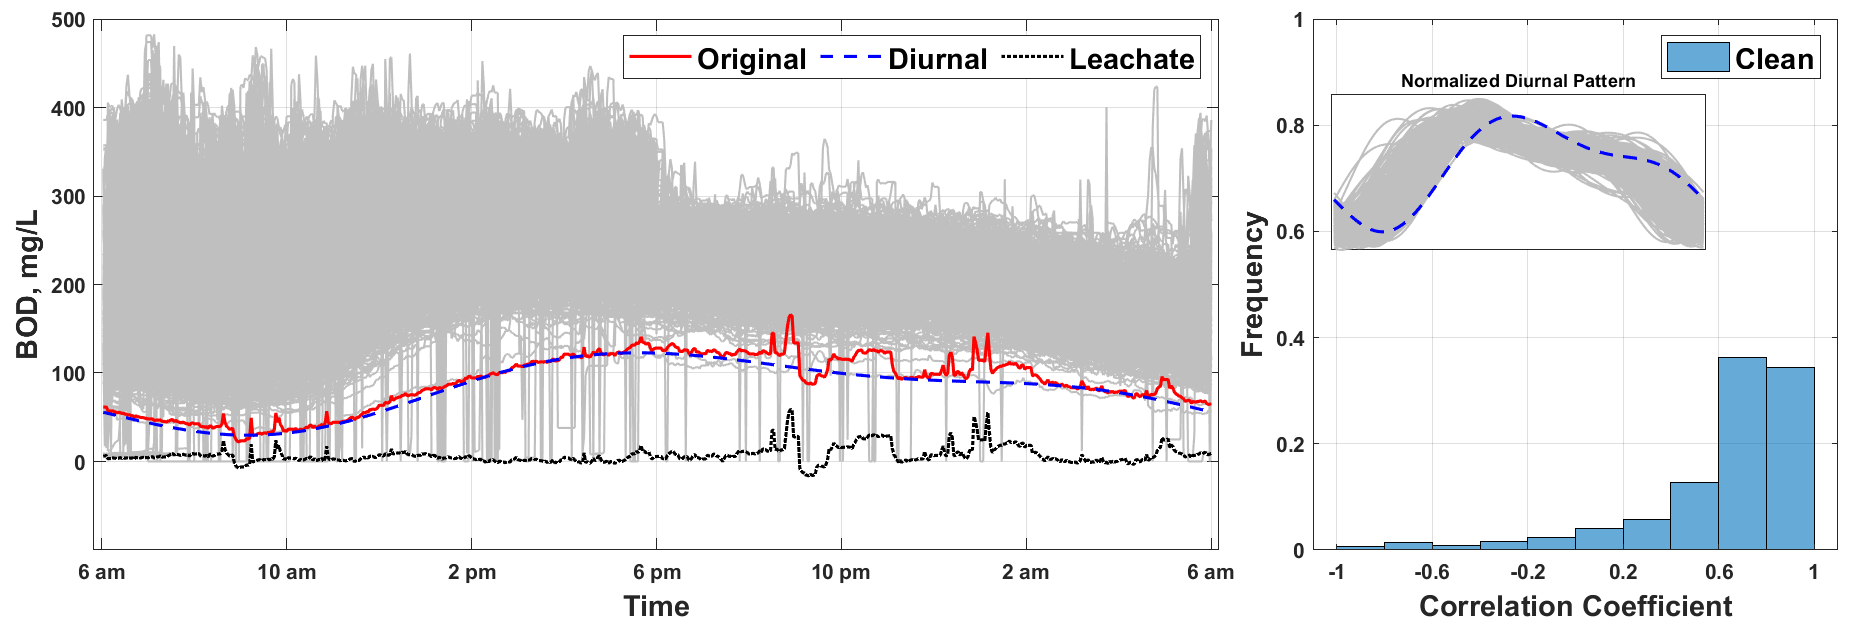 500
400
300
200
100
0
BOD, mg/L
Original Diurnal Leachate
6 am 10 am 2 pm 6 pm 10 pm 2 am 6 am
Time
1
0.8
0.6
0.4
0.2
0
Frequency
Clean
Normalized Diurnal Pattern
-1 -0.6 -0.2 0.2 0.6 1
Correlation Coefficient